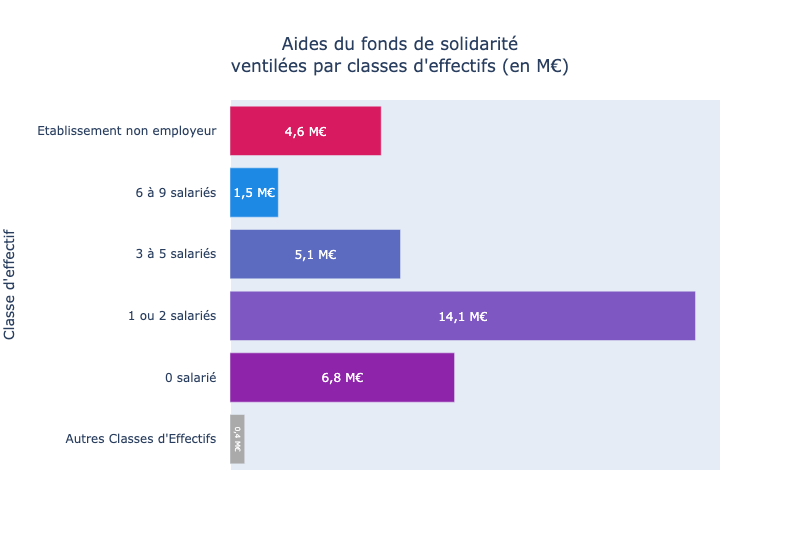 Aides du fonds de solidarité
ventilées par classes d'effectifs (en M€)
Classe d'effectif
Etablissement non employeur
4,6 M€
6 à 9 salariés
1,5 M€
3 à 5 salariés
5,1 M€
1 ou 2 salariés
14,1 M€
0 salarié
6,8 M€
Autres Classes d'Effectifs
0,4 M€